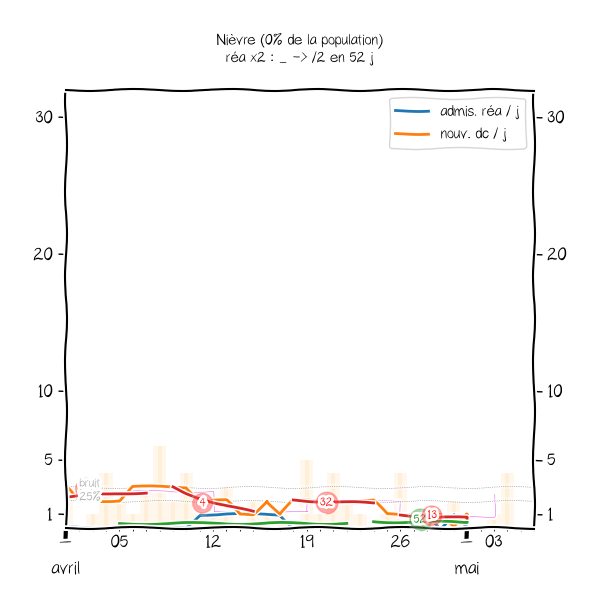 Nièvre (0% de la population)
réa x2 : _ -> /2 en 52 j
admis. réa / j
nouv. dc / j
30
30
20
20
10
10
5
5
bruit
25%
4
32
52
13
1
1
05
12
19
26
03
avril
mai